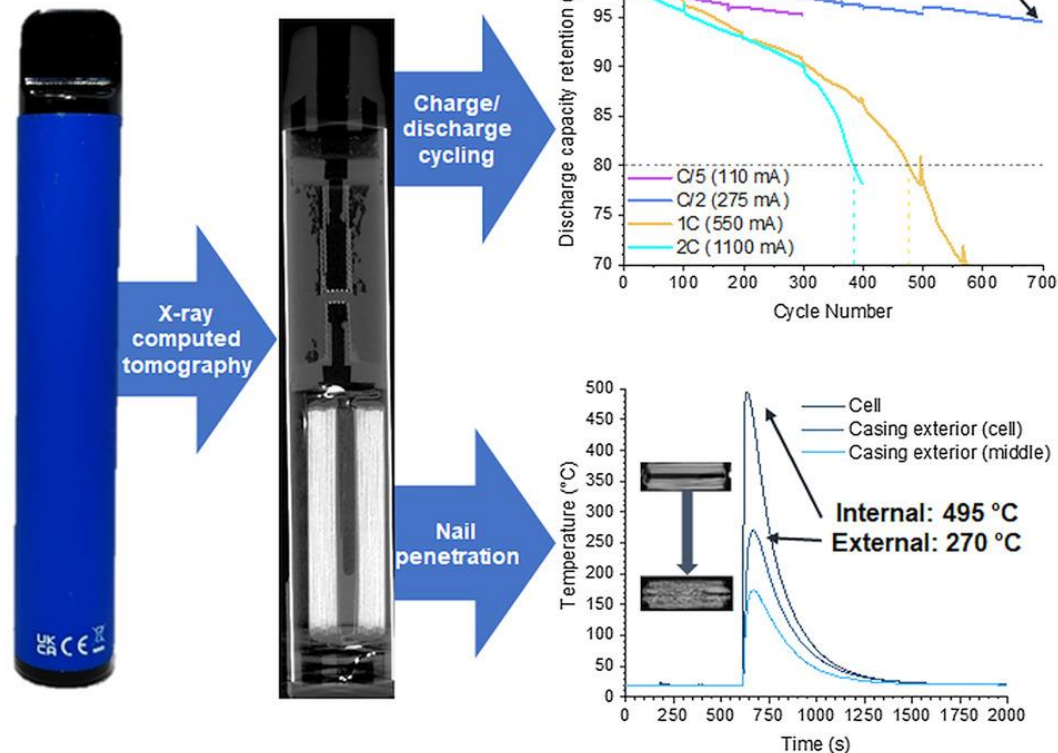 UK
CA CE
X-ray
computed
tomography
Charge/
discharge
cycling
Nail
penetration
Discharge capacity retention
95
90
85
80
75
70
C/5 (110 mA)
C/2 (275 mA)
1C (550 mA)
2C (1100 mA)
0 100 200 300 400 500 600 700
Cycle Number
Temperature (°C)
500
450
400
350
300
250
200
150
100
50
0
Cell
Casing exterior (cell)
Casing exterior (middle)
Internal: 495 °C
External: 270 °C
0 250 500 750 1000 1250 1500 1750 2000
Time (s)